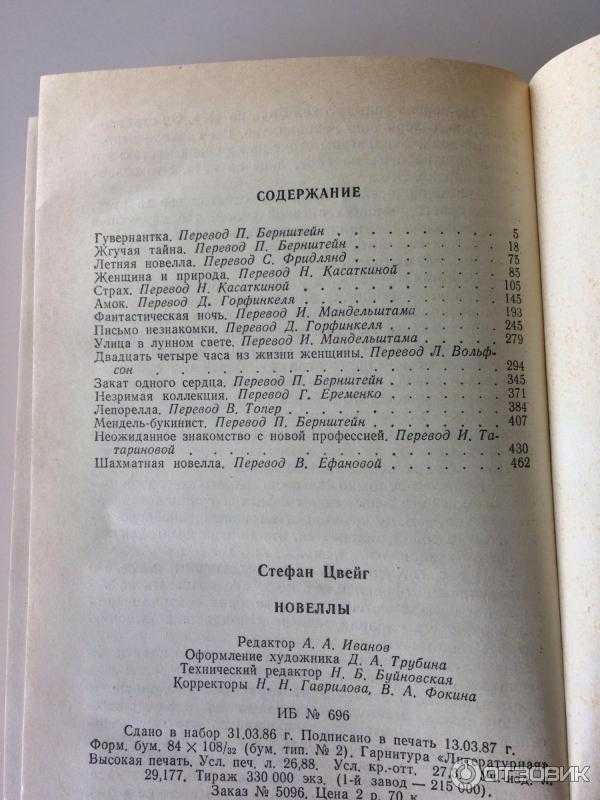 СОДЕРЖАНИЕ
Гувернантка. Перевод П. Бернштейн . . . 5
Жгучая тайна. Перевод П. Бернштейн . . . 18
Летняя новелла. Перевод С. Фридлянд . . . 75
Женщина и природа. Перевод Н. Касаткиной . . . 85
Страх. Перевод Н. Касаткиной . . . 105
Амок. Перевод Д. Горфинкеля . . . 145
Фантастическая ночь. Перевод И. Мандельштама . . . 193
Письмо незнакомки. Перевод Д. Горфинкеля . . . 245
Улица в лунном свете. Перевод И. Мандельштама . . . 279
Двадцать четыре часа из жизни женщины. Перевод Л. Вольф-
сон . . . 294
Закат одного сердца. Перевод П. Бернштейн . . . 345
Незримая коллекция. Перевод Г. Еременко . . . 371
Лепорелла. Перевод В. Топер . . . 384
Мендель-букинист. Перевод П. Бернштейн . . . 407
Неожиданное знакомство с новой профессией. Перевод И. Та-
тариновой . . . 430
Шахматная новелла. Перевод В. Ефановой . . . 462
Стефан Цвейг
НОВЕЛЛЫ
Редактор А. А. Иванов
Оформление художника Д. А. Трубина
Технический редактор Н. Б. Буйновская
Корректоры Н. Н. Гаврилова, В. А. Фокина
ИБ № 696
Сдано в набор 31.03.86 г. Подписано в печать 13.03.87 г.
Форм. бум. 84 × 108/32 (бум. тип. № 2). Гарнитура «Литературная»
Высокая печать. Усл. печ. л. 26,88. Усл. кр.-отт. 27,
29,177. Тираж 330 000 экз. (1-й завод — 215 000).
Заказ № 5096. Цена 2 р. 70 к.
ОТЗОВИК